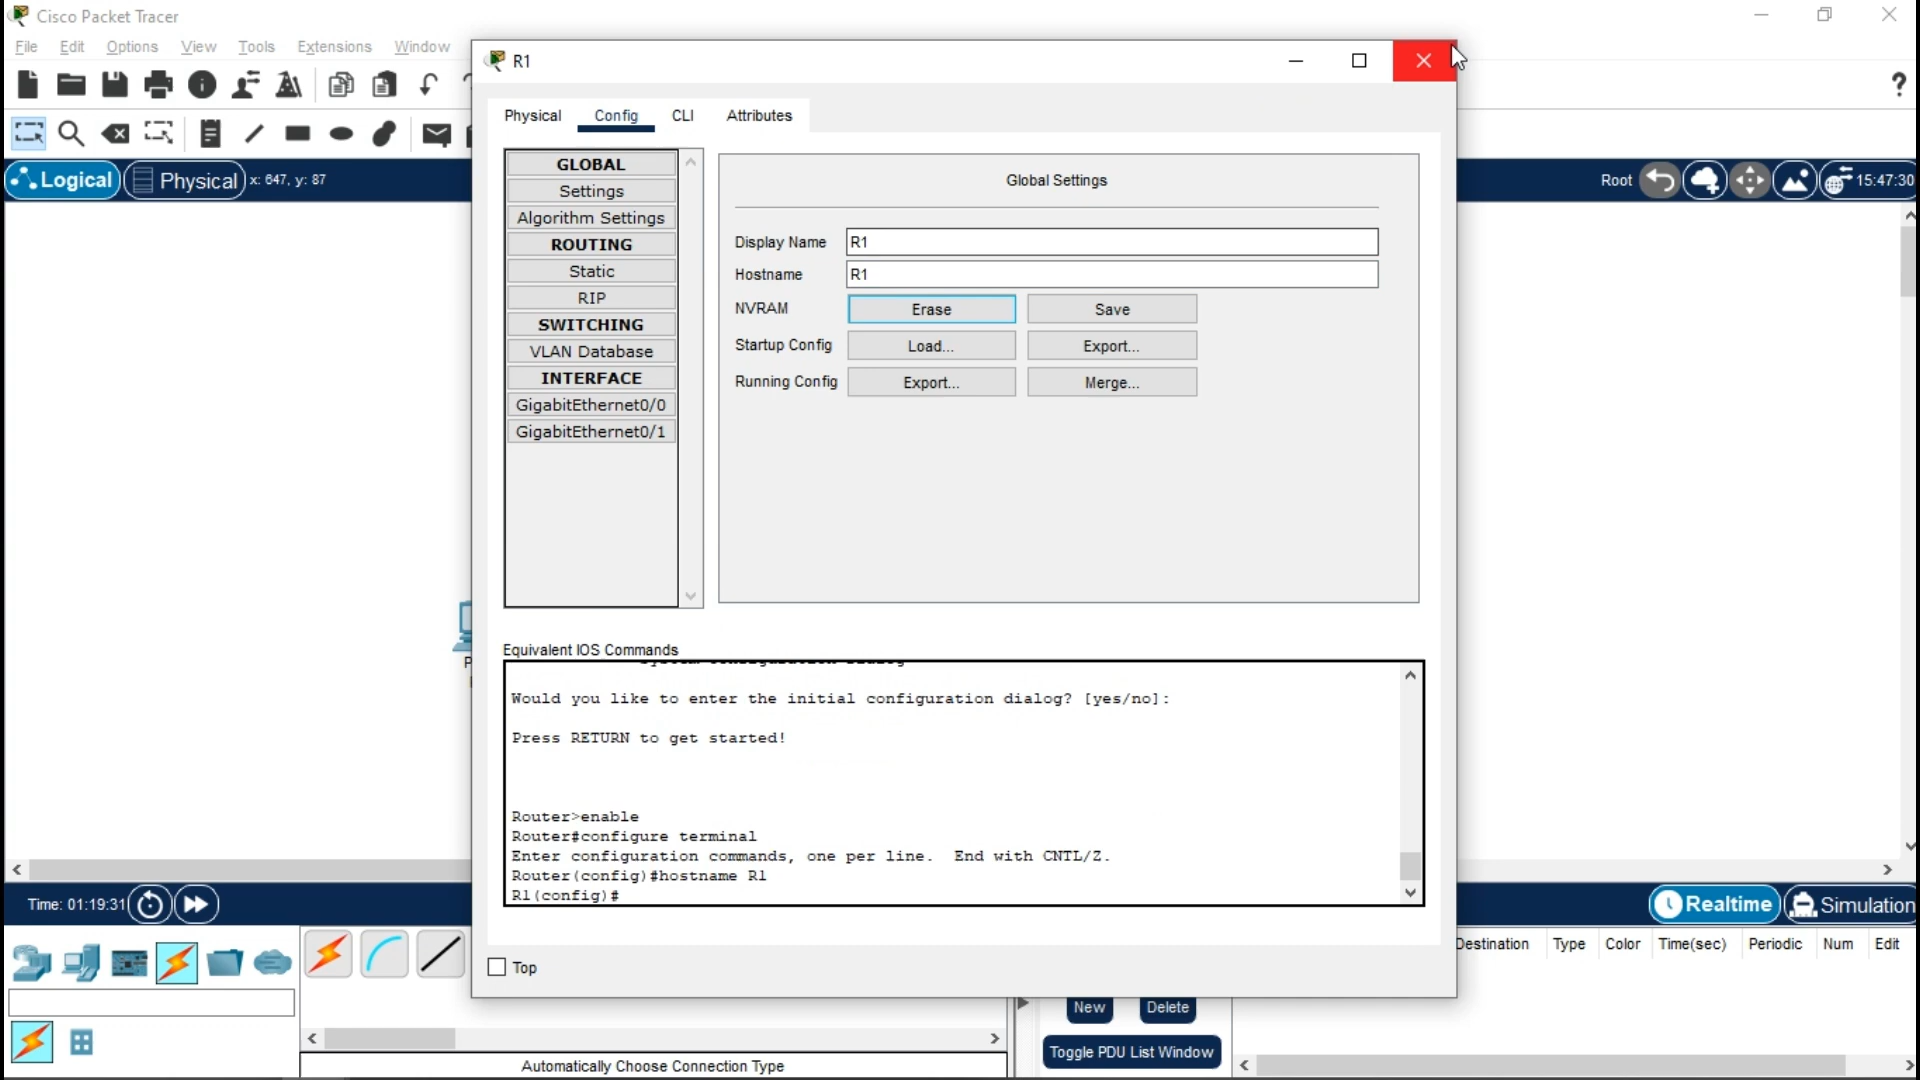 Cisco Packet Tracer
File Edit Options View Tools Extensions Window
R1
Physical Config CLI Attributes
Logical Physical x: 647, y: 87
Root 15:47:30
GLOBAL
Settings
Algorithm Settings
ROUTING
Static
RIP
SWITCHING
VLAN Database
INTERFACE
GigabitEthernet0/0
GigabitEthernet0/1
Global Settings
Display Name R1
Hostname R1
NVRAM Erase Save
Startup Config Load... Export...
Running Config Export... Merge...
Equivalent IOS Commands
Would you like to enter the initial configuration dialog? [yes/no]:
Press RETURN to get started!
Router>enable
Router#configure terminal
Enter configuration commands, one per line.  End with CNTL/Z.
Router(config)#hostname R1
R1(config)#
Top
Time: 01:19:31
Realtime Simulation
Destination Type Color Time(sec) Periodic Num Edit
New Delete
Toggle PDU List Window
Automatically Choose Connection Type